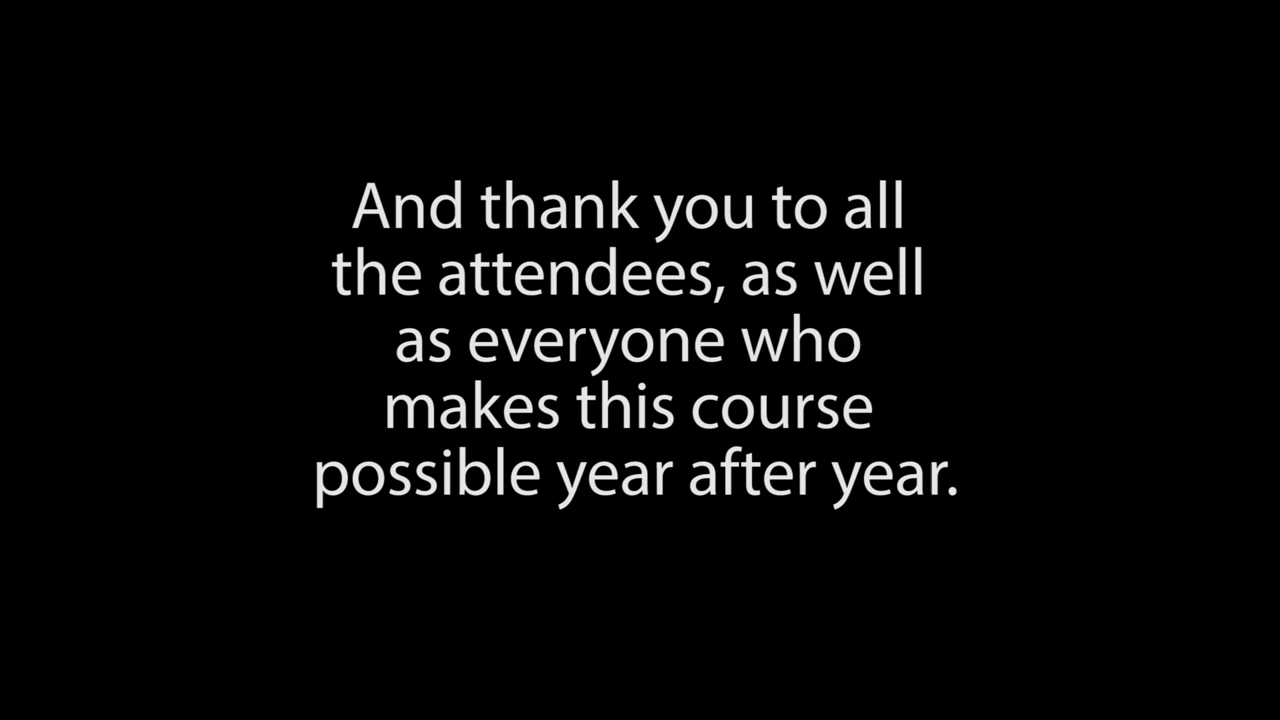 And thank you to all
the attendees, as well
as everyone who
makes this course
possible year after year.